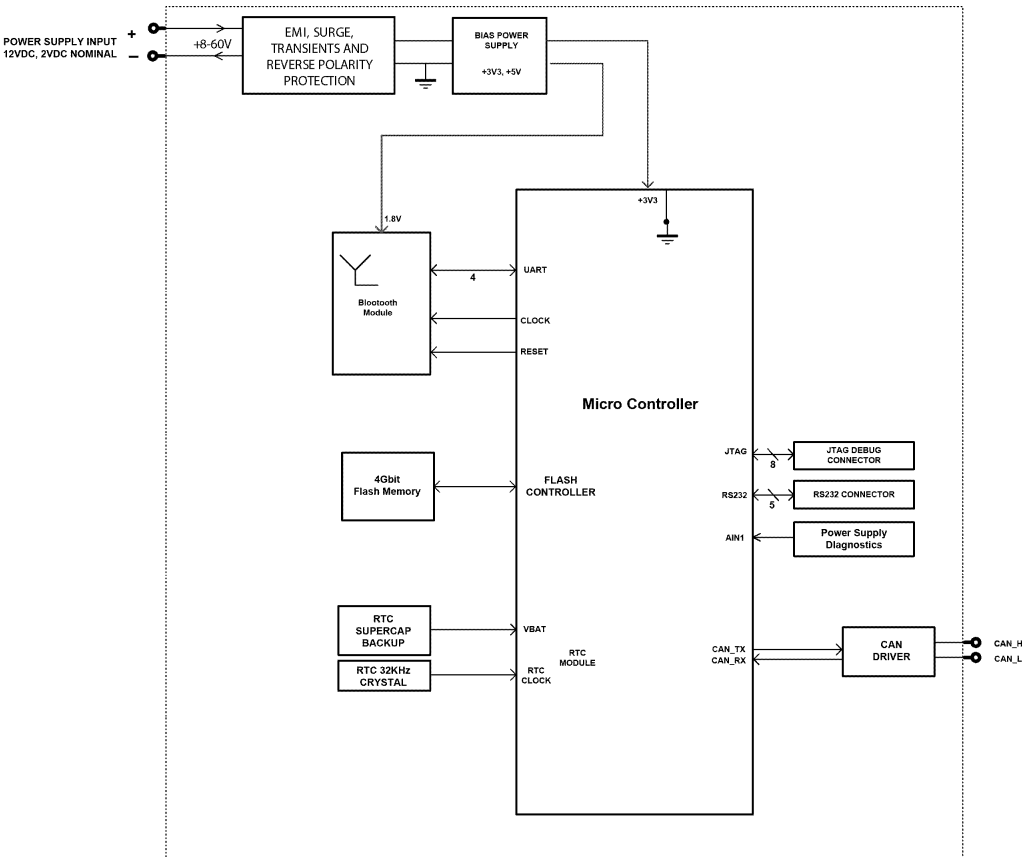 POWER SUPPLY INPUT
12VDC, 2VDC NOMINAL
+
–
+8-60V
EMI, SURGE,
TRANSIENTS AND
REVERSE POLARITY
PROTECTION
BIAS POWER
SUPPLY
+3V3, +5V
+3V3
1.8V
Blootooth
Module
4
UART
CLOCK
RESET
Micro Controller
4Gbit
Flash Memory
FLASH
CONTROLLER
JTAG
8
JTAG DEBUG
CONNECTOR
RS232
5
RS232 CONNECTOR
AIN1
Power Supply
Diagnostics
RTC
SUPERCAP
BACKUP
VBAT
RTC 32KHz
CRYSTAL
RTC
CLOCK
RTC
MODULE
CAN_TX
CAN_RX
CAN
DRIVER
CAN_H
CAN_L